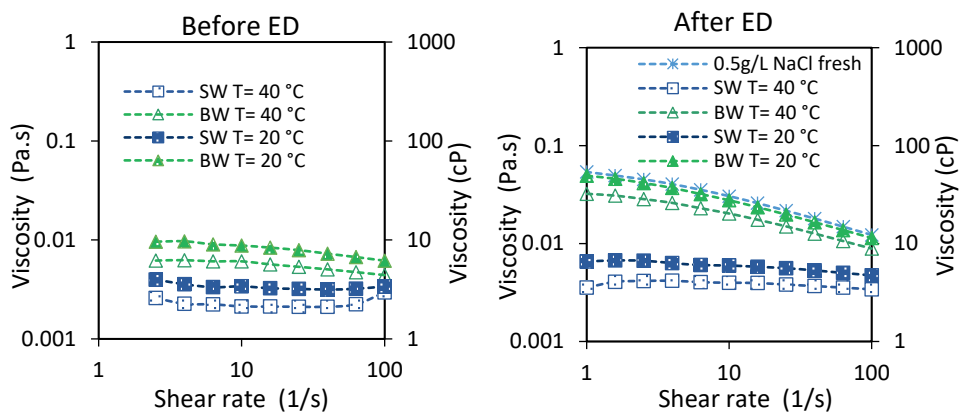 Before ED
1
0.1
0.01
0.001
Viscosity (Pa.s)
1000
100
10
1
Viscosity (cP)
SW T= 40 °C
BW T= 40 °C
SW T= 20 °C
BW T= 20 °C
1 10 100
Shear rate (1/s)
After ED
1
0.1
0.01
0.001
Viscosity (Pa.s)
1000
100
10
1
Viscosity (cP)
0.5g/L NaCl fresh
SW T= 40 °C
BW T= 40 °C
SW T= 20 °C
BW T= 20 °C
1 10 100
Shear rate (1/s)